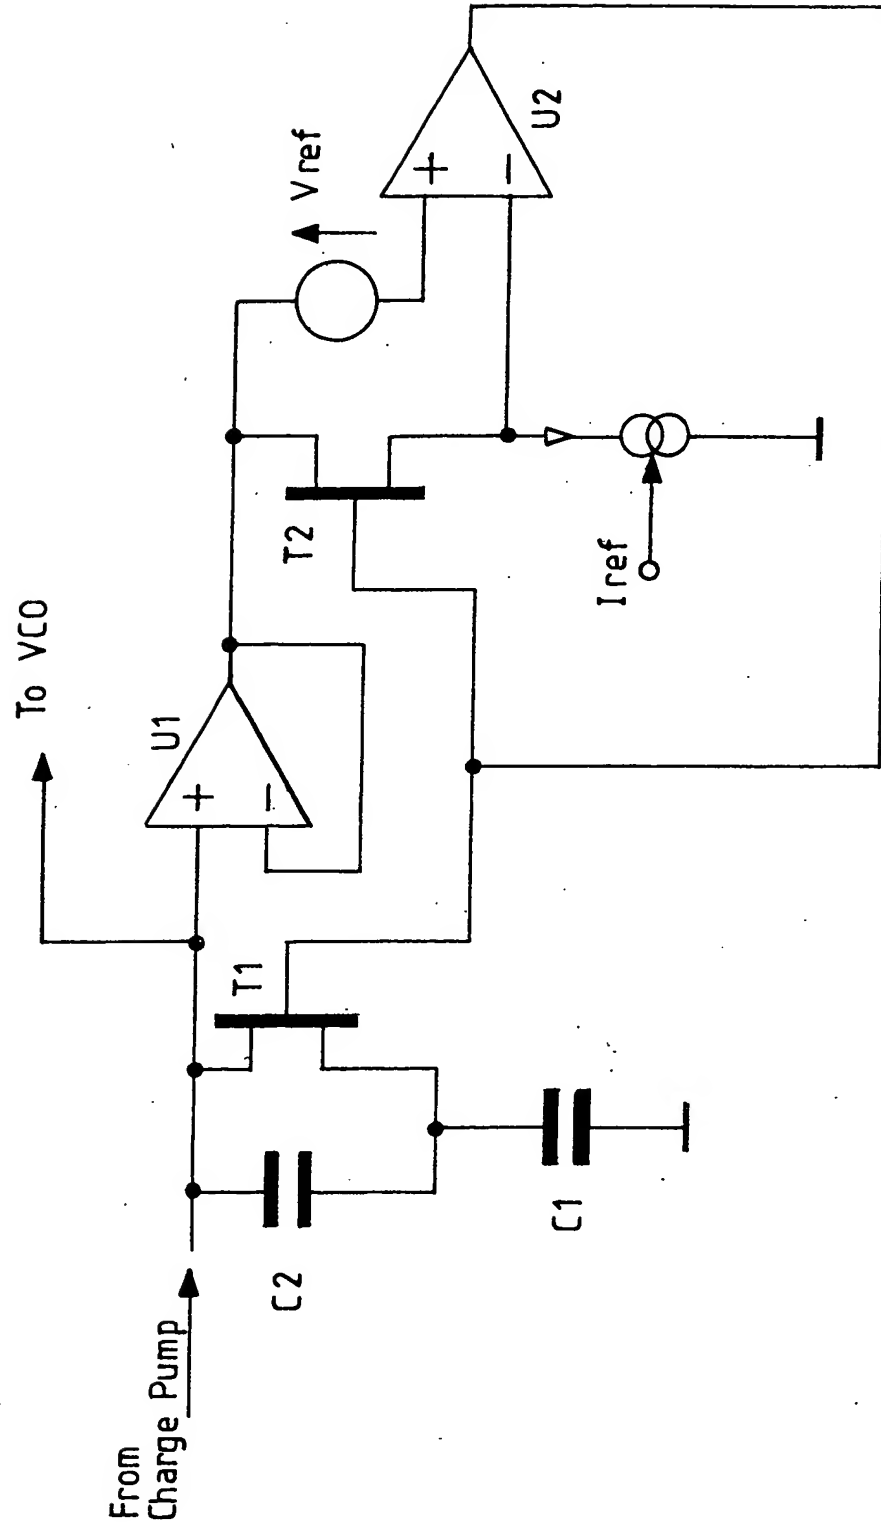 From
Charge Pump
To VCO
C2
C1
T1
U1
+
−
T2
Iref
Vref
+
−
U2